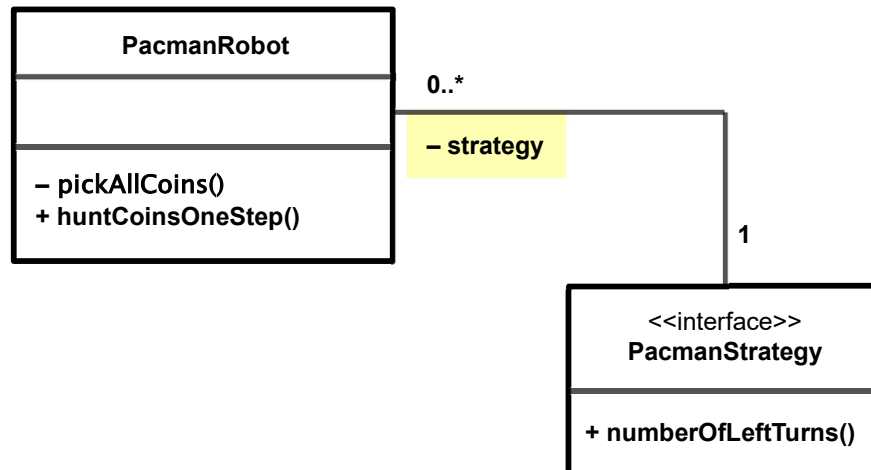 PacmanRobot
0..*
– strategy
– pickAllCoins()
+ huntCoinsOneStep()
1
<<interface>>
PacmanStrategy
+ numberOfLeftTurns()